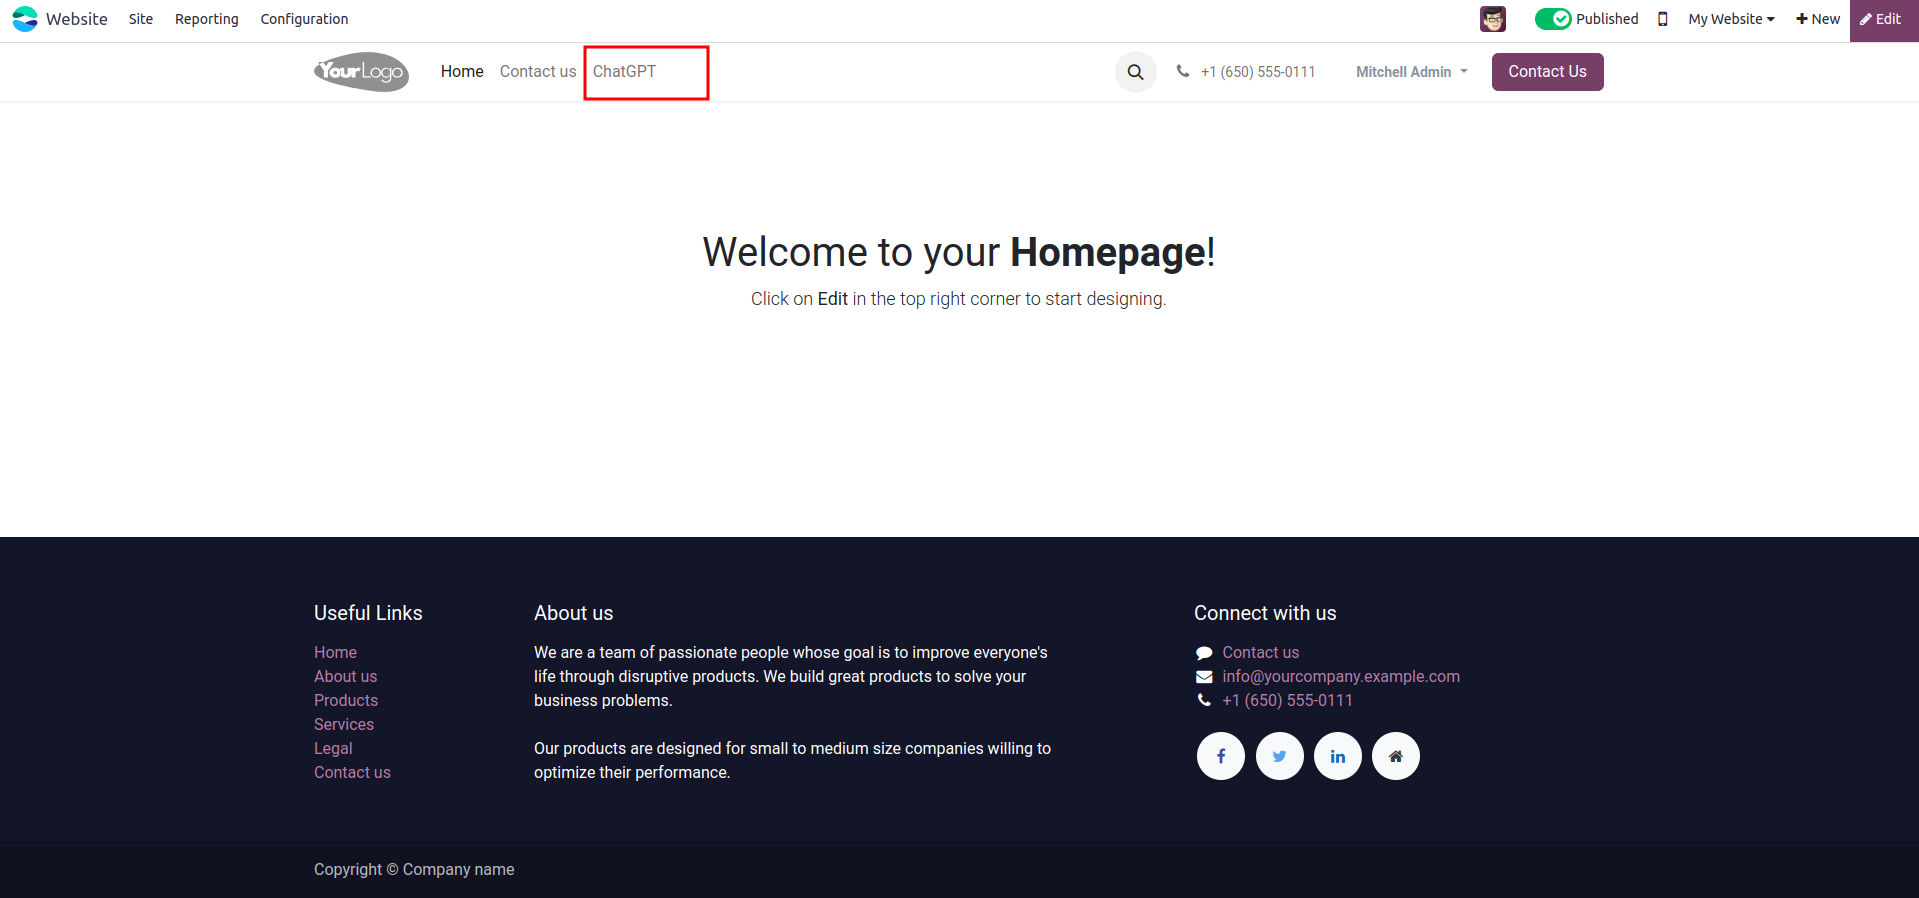 Website Site Reporting Configuration Published My Website New Edit
YourLogo Home Contact us ChatGPT +1 (650) 555-0111 Mitchell Admin Contact Us
Welcome to your Homepage!
Click on Edit in the top right corner to start designing.
Useful Links
Home
About us
Products
Services
Legal
Contact us
About us
We are a team of passionate people whose goal is to improve everyone's
life through disruptive products. We build great products to solve your
business problems.
Our products are designed for small to medium size companies willing to
optimize their performance.
Connect with us
Contact us
info@yourcompany.example.com
+1 (650) 555-0111
Copyright © Company name